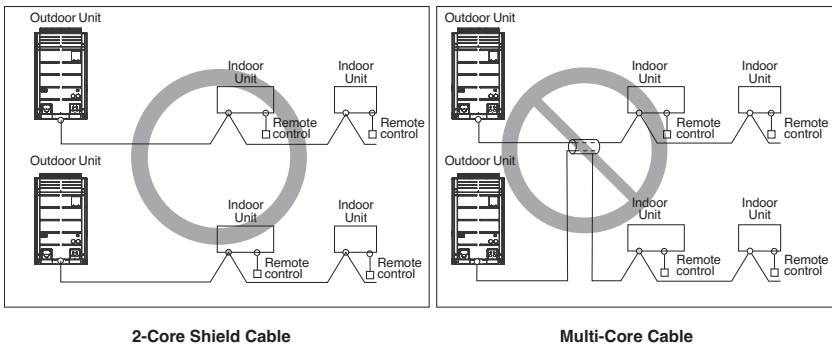 Outdoor Unit
Indoor
Unit
Indoor
Unit
Remote
control
Remote
control
Outdoor Unit
Indoor
Unit
Indoor
Unit
Remote
control
Remote
control
2-Core Shield Cable
Outdoor Unit
Indoor
Unit
Indoor
Unit
Remote
control
Remote
control
Outdoor Unit
Indoor
Unit
Indoor
Unit
Remote
control
Remote
control
Multi-Core Cable